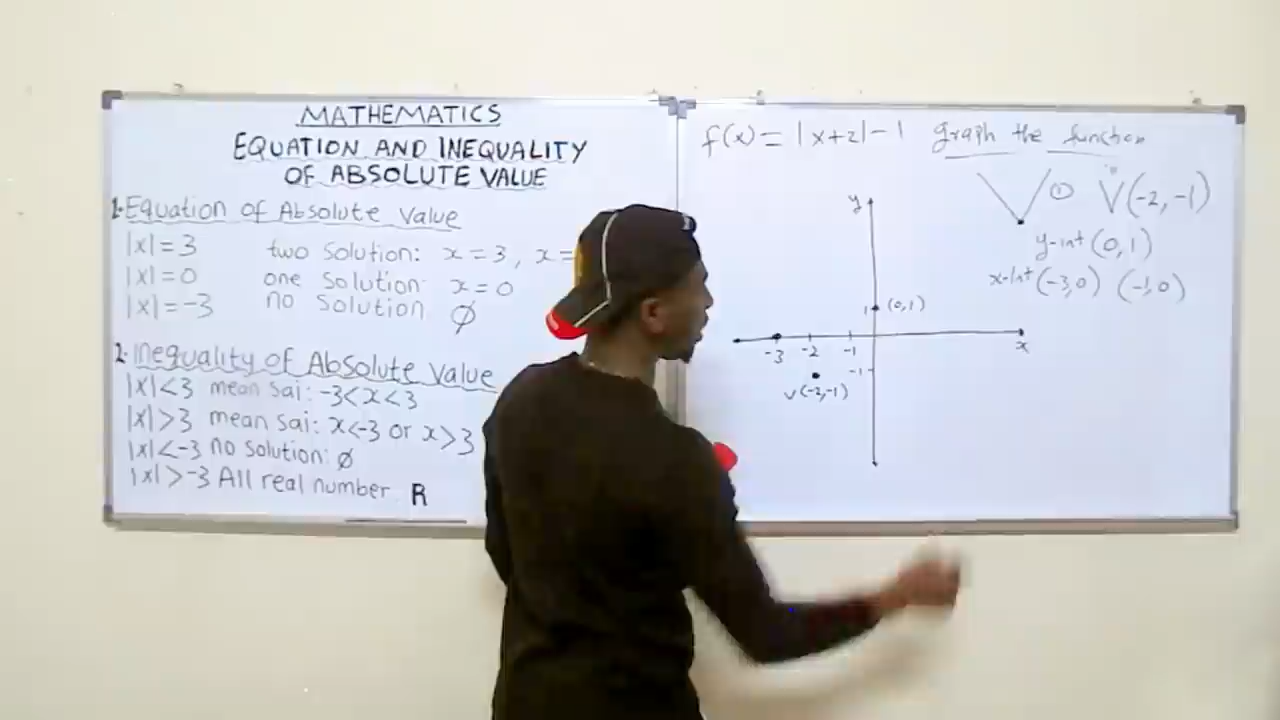 MATHEMATICS
EQUATION AND INEQUALITY
OF ABSOLUTE VALUE
1. Equation of Absolute Value
|x| = 3 two solution: x = 3, x =
|x| = 0 one solution: x = 0
|x| = -3 no solution ∅
2. Inequality of Absolute Value
|x| < 3 mean sai: -3 < x < 3
|x| > 3 mean sai: x < -3 or x > 3
|x| < -3 no solution: ∅
|x| > -3 All real number R
f(x) = |x+2| - 1 graph the function
① V(-2, -1)
y-int (0, 1)
x-int (-3, 0) (-1, 0)
y
1 (0, 1)
-3 -2 -1 x
-1
V(-2, -1)